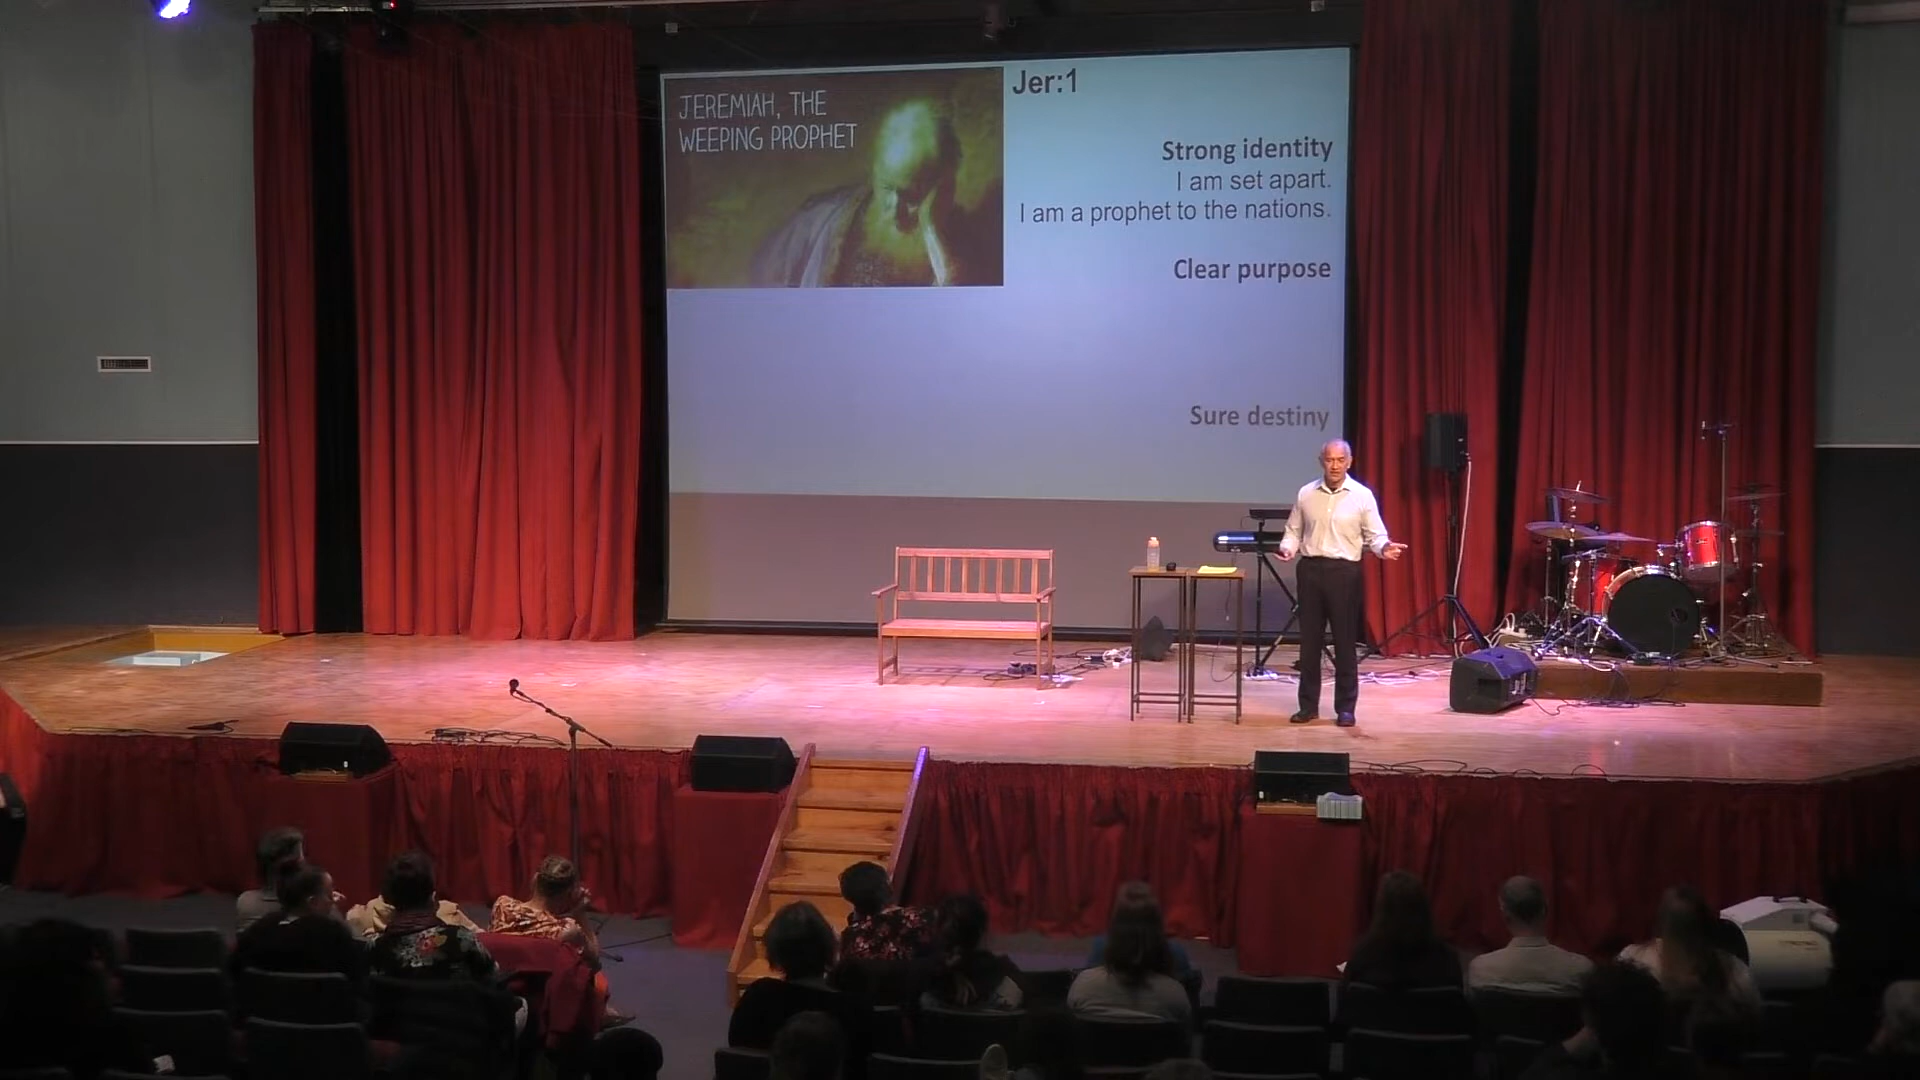 JEREMIAH, THE
WEEPING PROPHET
Jer:1
Strong identity
I am set apart.
I am a prophet to the nations.
Clear purpose
Sure destiny